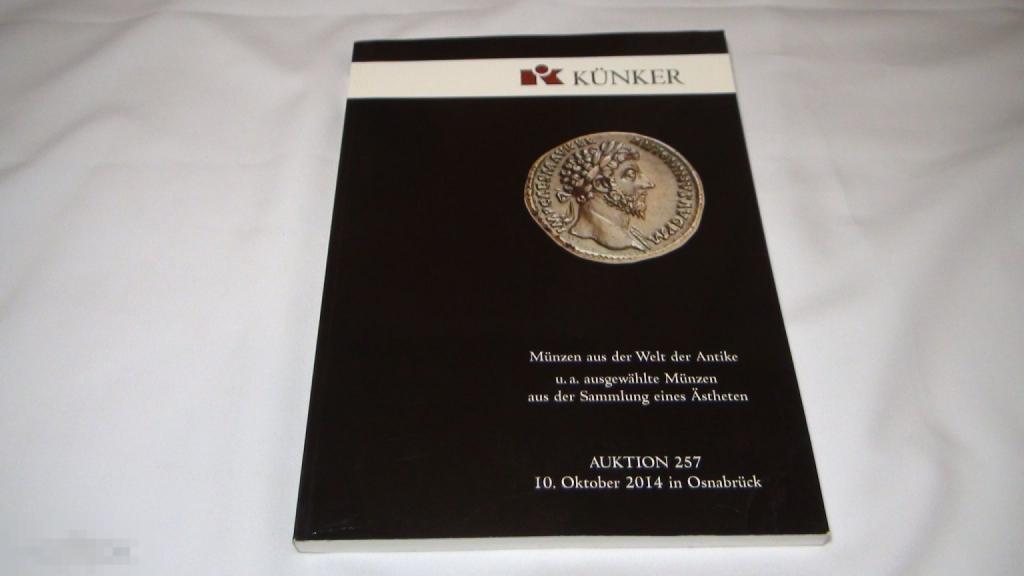 KÜNKER
Münzen aus der Welt der Antike
u. a. ausgewählte Münzen
aus der Sammlung eines Ästheten
AUKTION 257
10. Oktober 2014 in Osnabrück